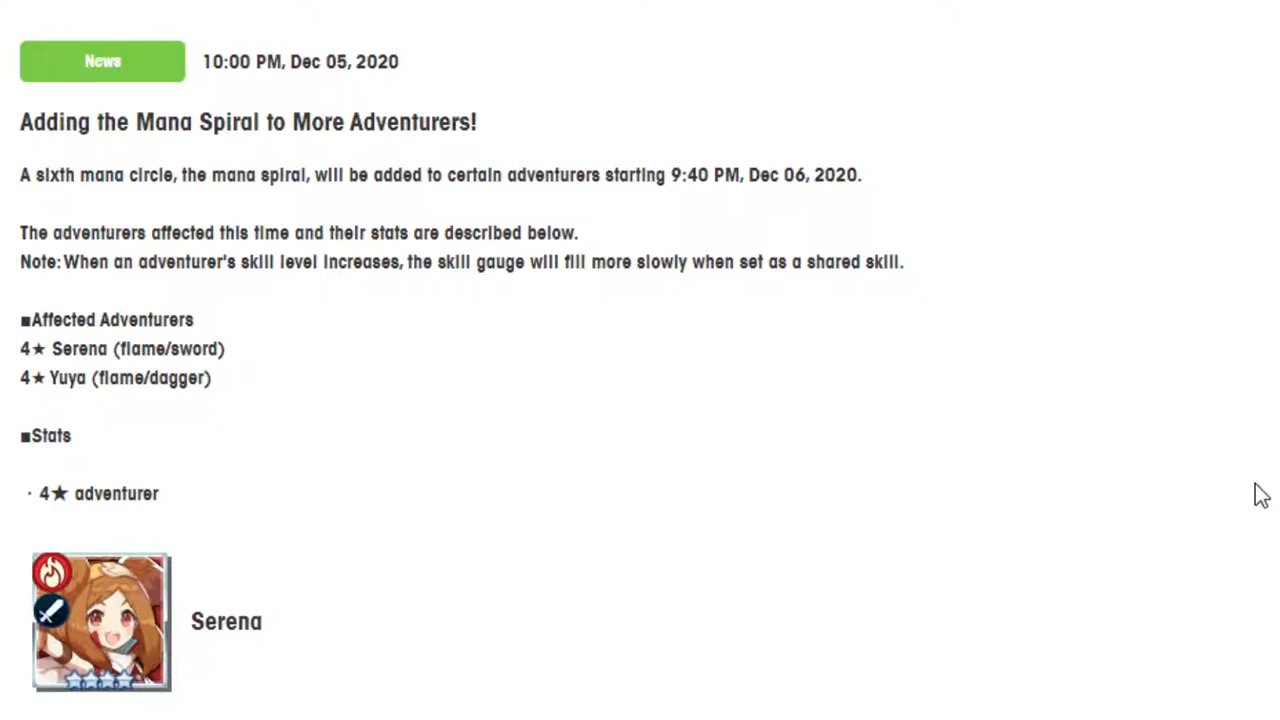 News
10:00 PM, Dec 05, 2020
Adding the Mana Spiral to More Adventurers!
A sixth mana circle, the mana spiral, will be added to certain adventurers starting 9:40 PM, Dec 06, 2020.
The adventurers affected this time and their stats are described below.
Note: When an adventurer's skill level increases, the skill gauge will fill more slowly when set as a shared skill.
■Affected Adventurers
4★ Serena (flame/sword)
4★ Yuya (flame/dagger)
■Stats
・4★ adventurer
Serena